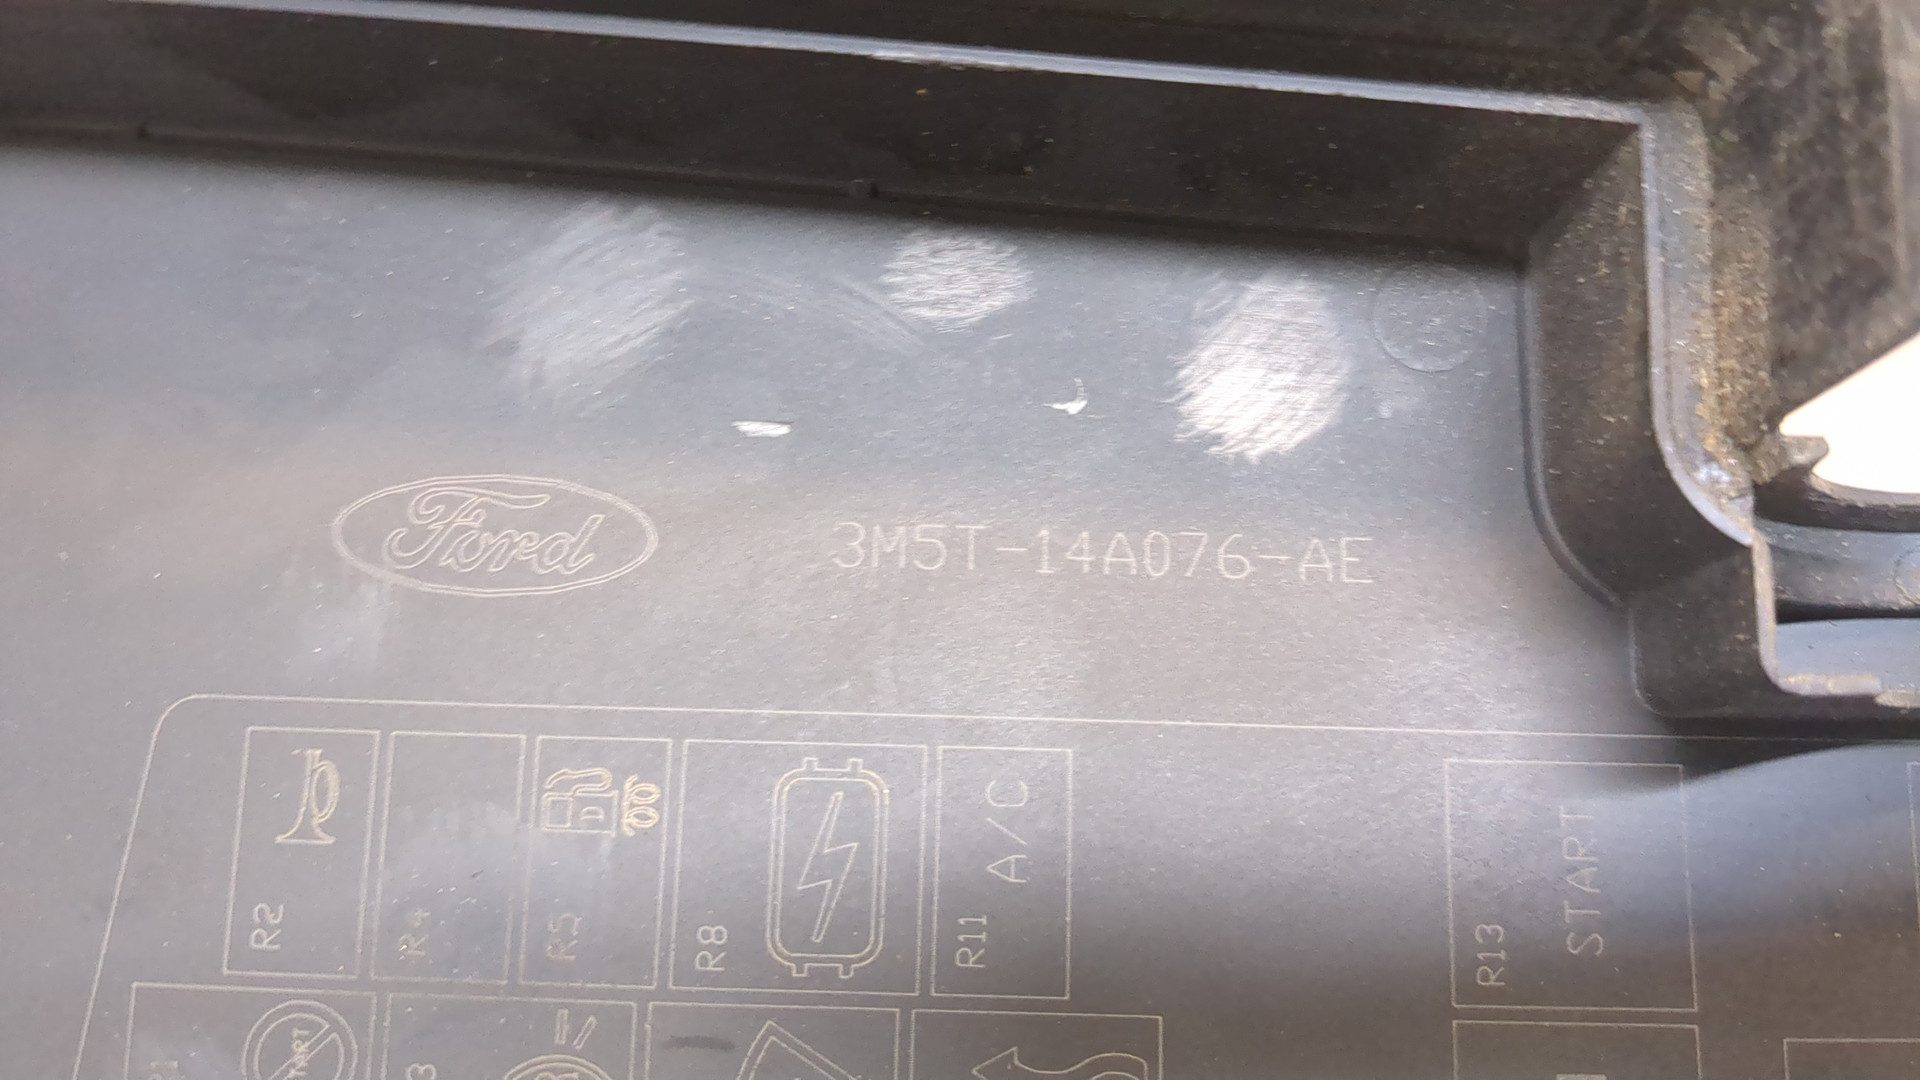 Ford
3M5T-14A076-AE
R2
R4
R5
D
R8
R11 A/C
R13 START